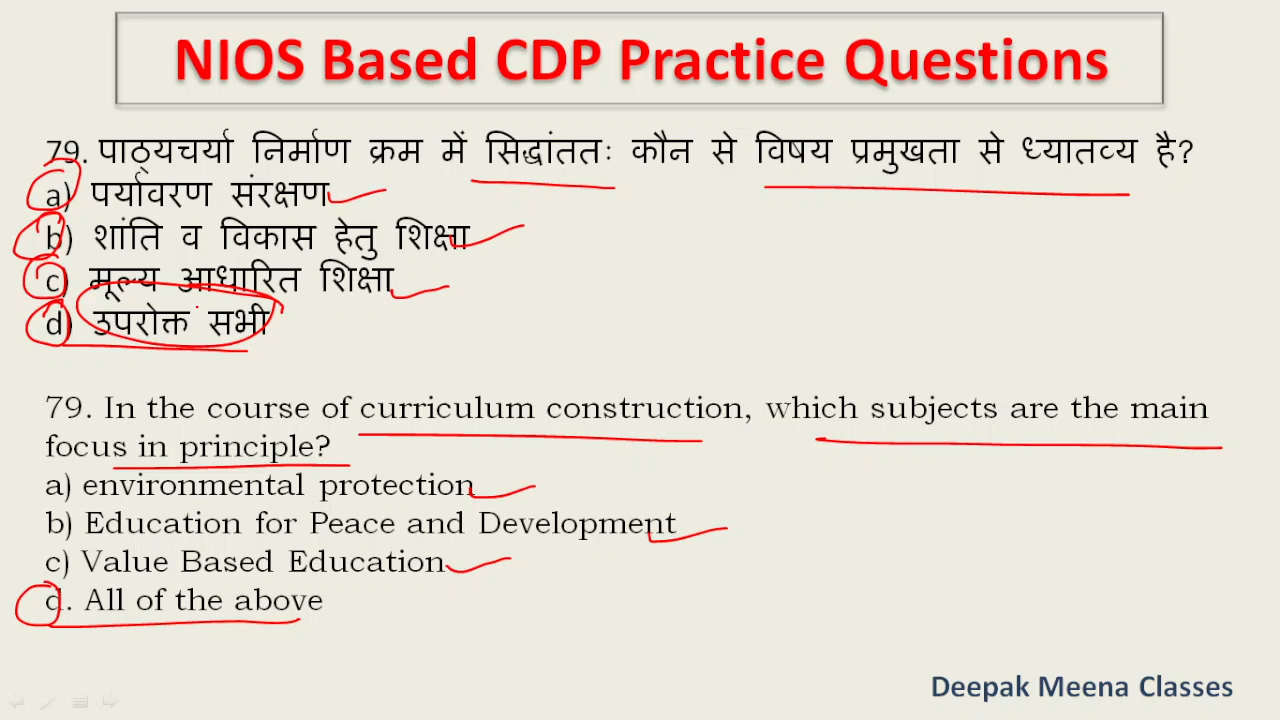 NIOS Based CDP Practice Questions
79. पाठ्यचर्या निर्माण क्रम में सिद्धांततः कौन से विषय प्रमुखता से ध्यातव्य है?
a) पर्यावरण संरक्षण
b) शांति व विकास हेतु शिक्षा
c) मूल्य आधारित शिक्षा
d) उपरोक्त सभी
79. In the course of curriculum construction, which subjects are the main
focus in principle?
a) environmental protection
b) Education for Peace and Development
c) Value Based Education
d. All of the above
Deepak Meena Classes